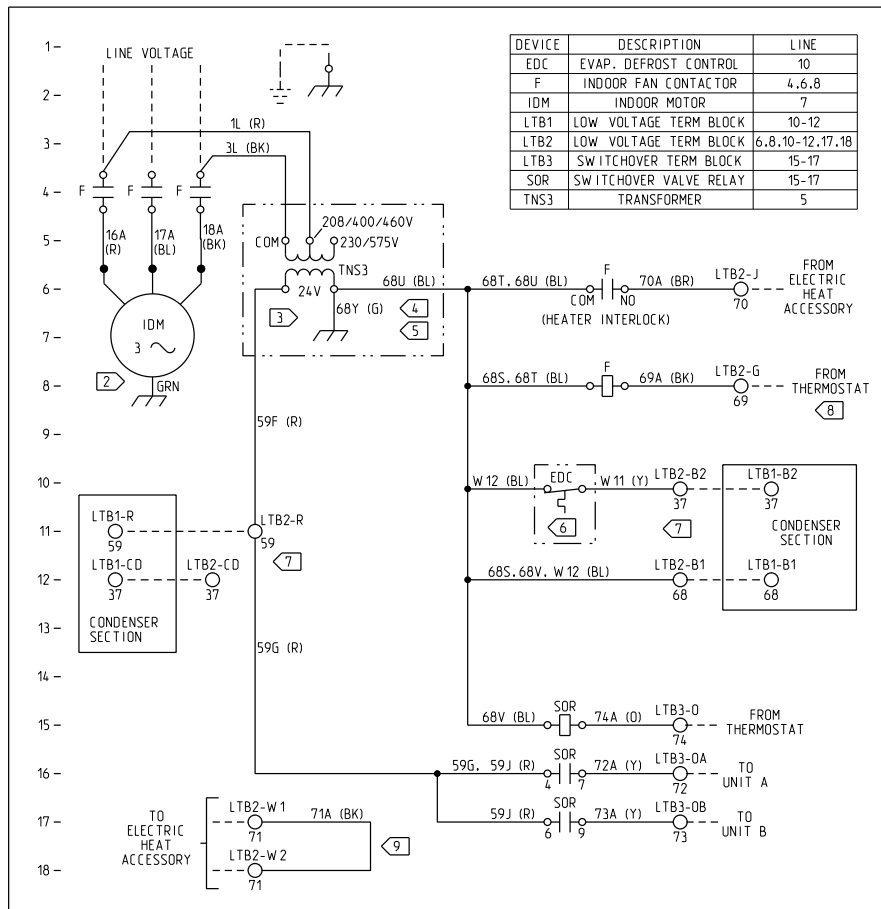 1 -
LINE VOLTAGE
DEVICE DESCRIPTION LINE
EDC EVAP. DEFROST CONTROL 10
F INDOOR FAN CONTACTOR 4.6.8
IDM INDOOR MOTOR 7
LTB1 LOW VOLTAGE TERM BLOCK 10-12
LTB2 LOW VOLTAGE TERM BLOCK 6.8.10-12.17.18
LTB3 SWITCHOVER TERM BLOCK 15-17
SOR SWITCHOVER VALVE RELAY 15-17
TNS3 TRANSFORMER 5
2 -
3 -
1L (R)
3L (BK)
4 -
F F F
16A (R)
17A (BL)
18A (BK)
208/400/460V
5 -
COM 230/575V
TNS3
6 -
24V
68U (BL)
68Y (G)
3
4
5
68T.68U (BL)
F
COM NO
70A (BR)
LTB2-J
70
(HEATER INTERLOCK)
FROM
ELECTRIC
HEAT
ACCESSORY
7 -
IDM
3
2
GRN
8 -
68S.68T (BL)
F
69A (BK)
LTB2-G
69
FROM
THERMOSTAT
8
59F (R)
9 -
10 -
W12 (BL)
EDC
W11 (Y)
LTB2-B2
37
LTB1-B2
37
6
7
CONDENSER
SECTION
11 -
LTB1-R
59
LTB2-R
59
7
12 -
LTB1-CD
37
LTB2-CD
37
CONDENSER
SECTION
68S.68V. W12 (BL)
LTB2-B1
68
LTB1-B1
68
13 -
59G (R)
14 -
15 -
68V (BL)
SOR
74A (O)
LTB3-O
74
FROM
THERMOSTAT
16 -
59G. 59J (R)
SOR
4 7
72A (Y)
LTB3-OA
72
TO
UNIT A
17 -
59J (R)
SOR
6 9
73A (Y)
LTB3-OB
73
TO
UNIT B
TO
ELECTRIC
HEAT
ACCESSORY
LTB2-W1
71
71A (BK)
9
18 -
LTB2-W2
71